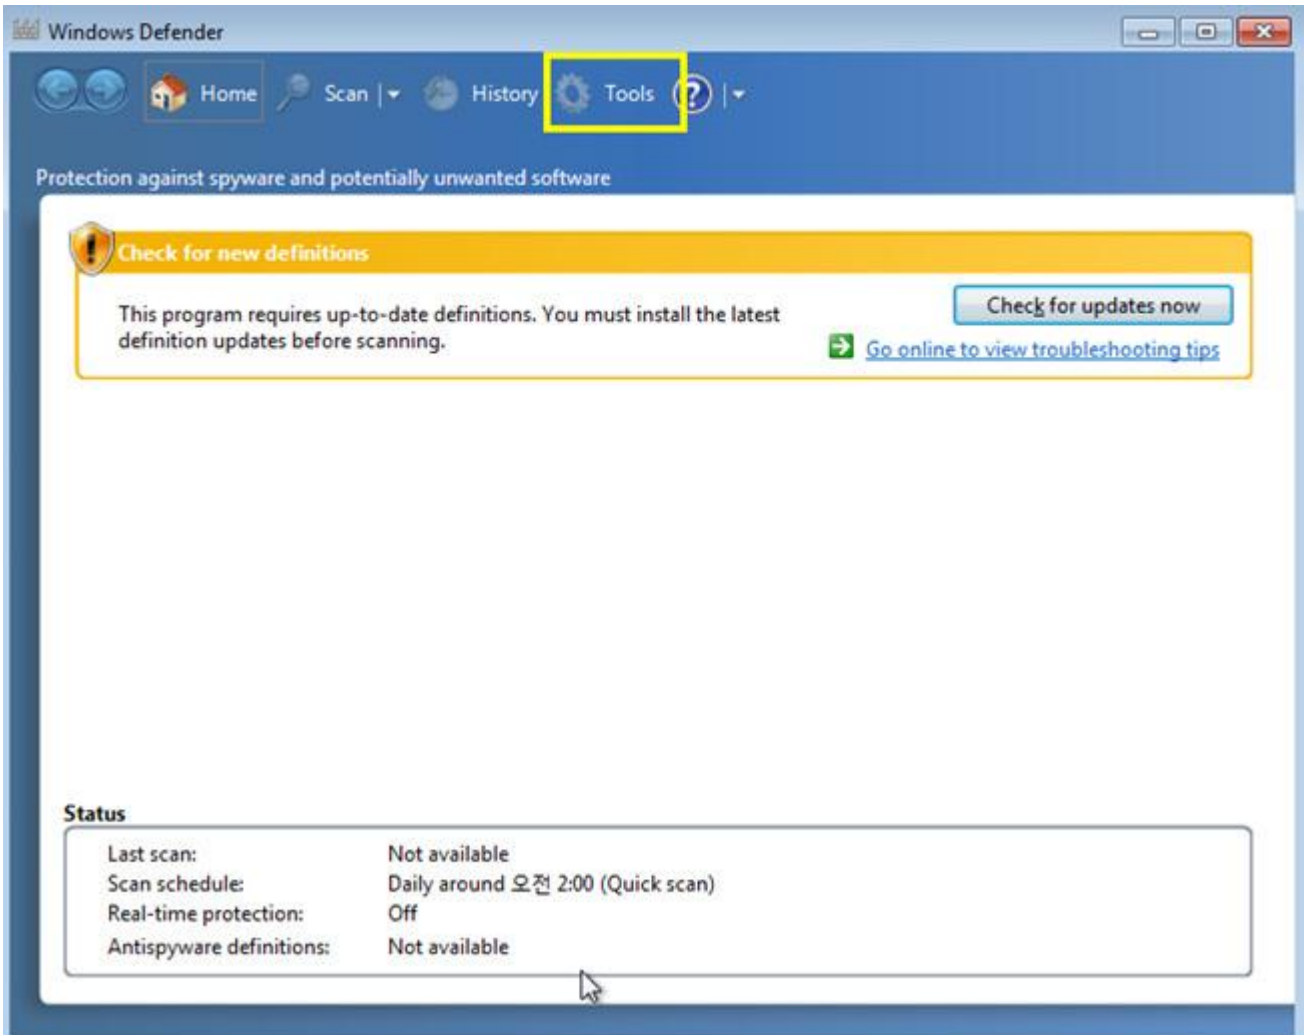 Windows Defender
Home Scan History Tools ?
Protection against spyware and potentially unwanted software
Check for new definitions
This program requires up-to-date definitions. You must install the latest
definition updates before scanning.
Check for updates now
Go online to view troubleshooting tips
Status
Last scan: Not available
Scan schedule: Daily around 오전 2:00 (Quick scan)
Real-time protection: Off
Antispyware definitions: Not available